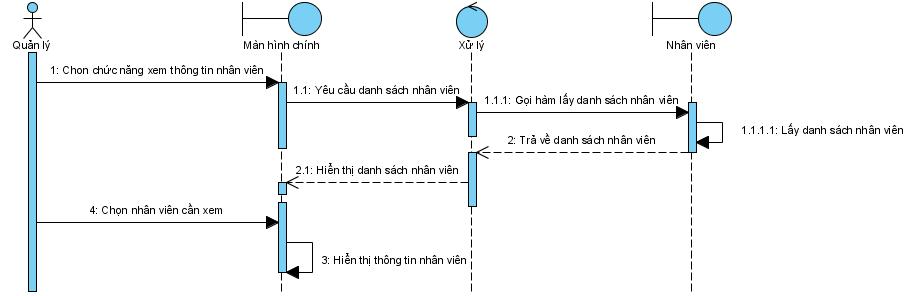 Quản lý
Màn hình chính
Xử lý
Nhân viên
1: Chon chức năng xem thông tin nhân viên
1.1: Yêu cầu danh sách nhân viên
1.1.1: Gọi hàm lấy danh sách nhân viên
1.1.1.1: Lấy danh sách nhân viên
2: Trả về danh sách nhân viên
2.1: Hiển thị danh sách nhân viên
4: Chọn nhân viên cần xem
3: Hiển thị thông tin nhân viên